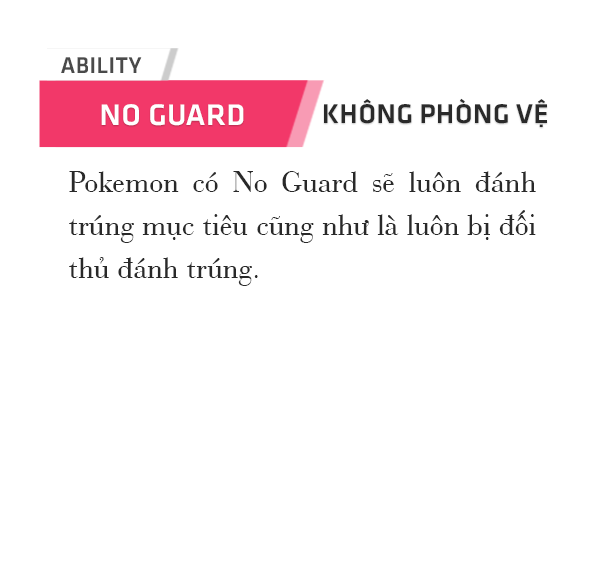 ABILITY
NO GUARD KHÔNG PHÒNG VỆ
Pokemon có No Guard sẽ luôn đánh
trúng mục tiêu cũng như là luôn bị đối
thủ đánh trúng.